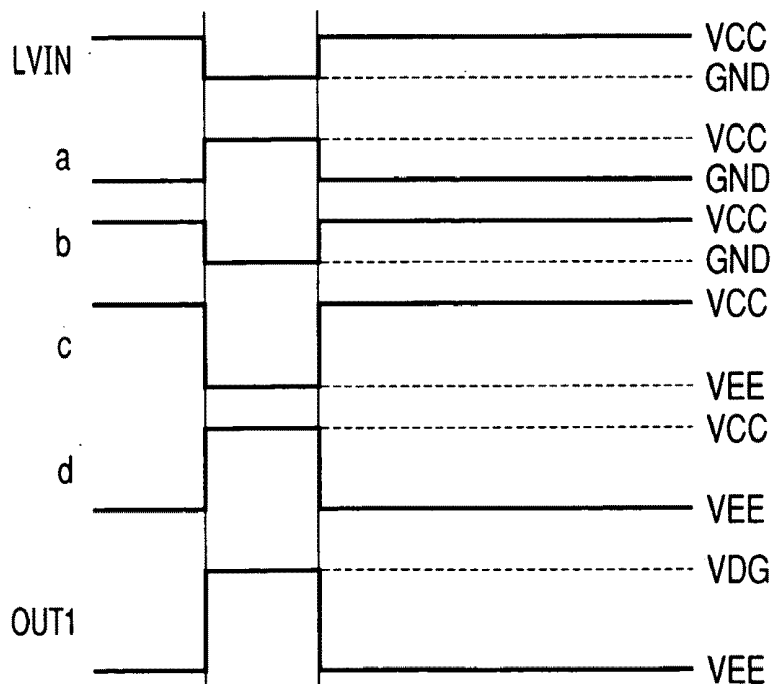 LVIN VCC
GND
a VCC
GND
b VCC
GND
c VCC
VEE
d VCC
VEE
OUT1 VDG
VEE